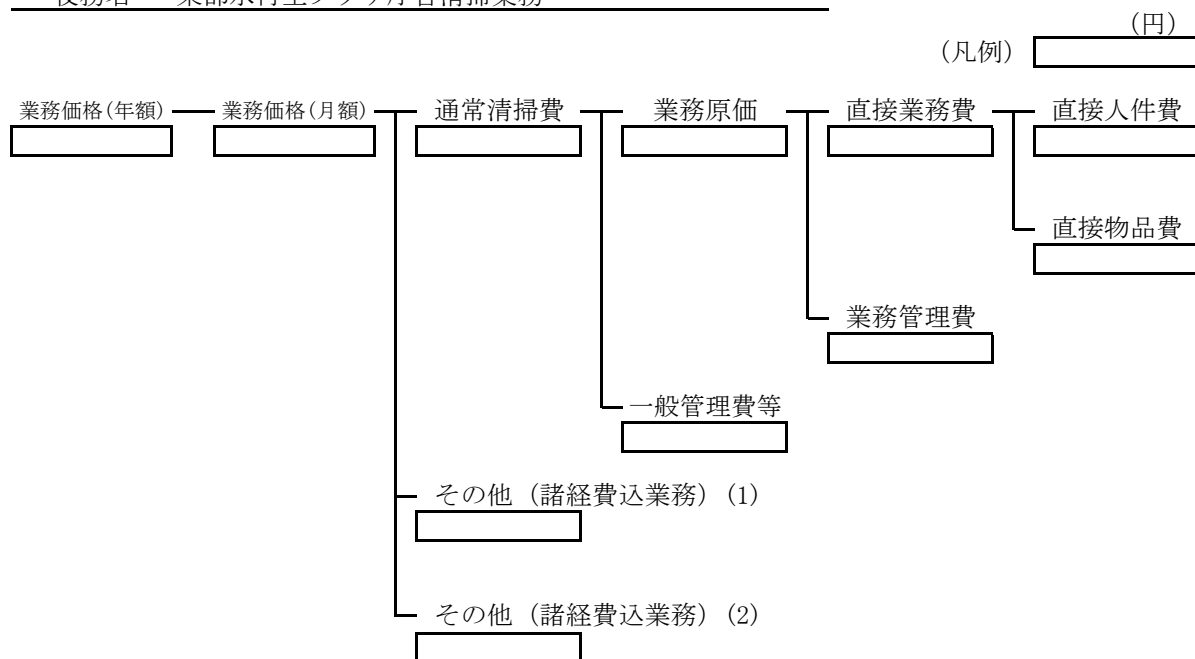 (円)
(凡例)
業務価格(年額) 業務価格(月額) 通常清掃費 業務原価 直接業務費 直接人件費
直接物品費
業務管理費
一般管理費等
その他 (諸経費込業務) (1)
その他 (諸経費込業務) (2)